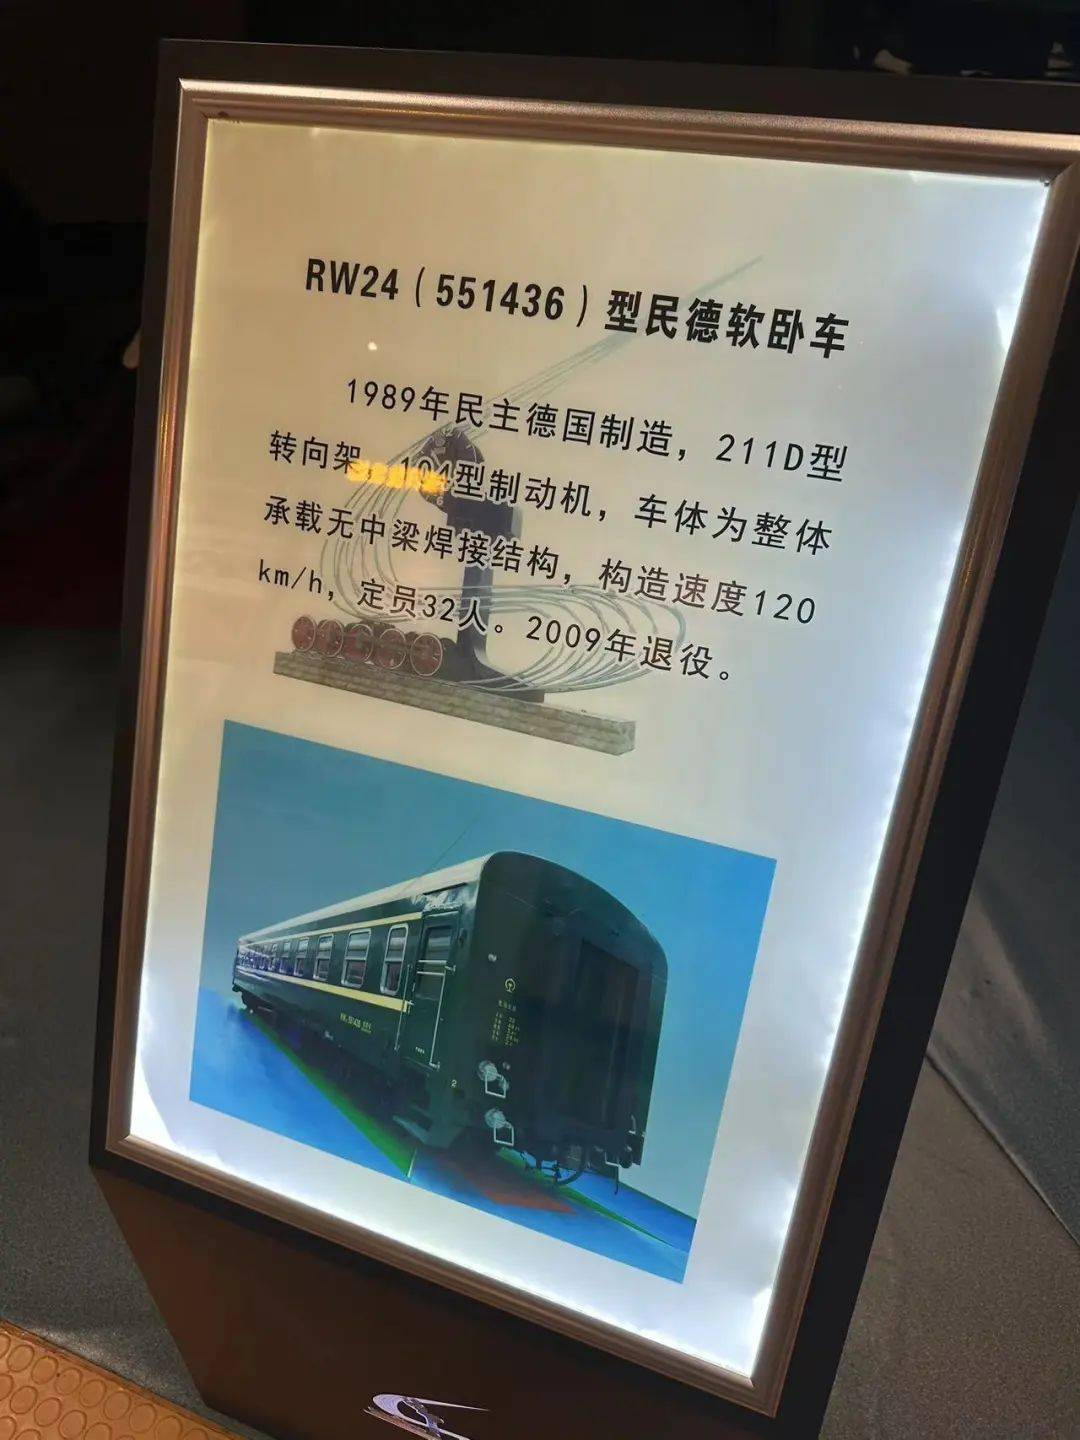 RW24（551436）型民德软卧车
1989年民主德国制造，211D型
转向架，104型制动机，车体为整体
承载无中梁焊接结构，构造速度120
km/h，定员32人。2009年退役。
2